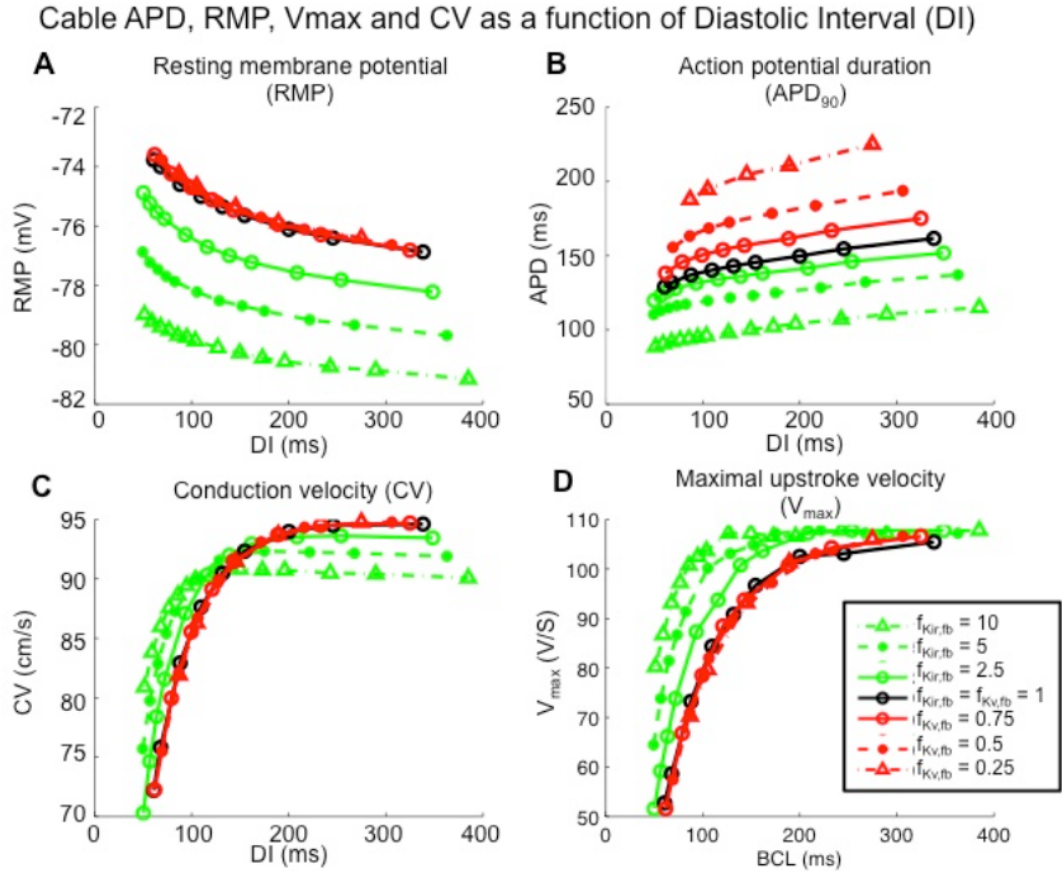 Cable APD, RMP, Vmax and CV as a function of Diastolic Interval (DI)
A
Resting membrane potential
(RMP)
-72
-74
-76
-78
-80
-82
RMP (mV)
0
100
200
300
400
DI (ms)
B
Action potential duration
(APD90)
250
200
150
100
50
APD (ms)
0
100
200
300
400
DI (ms)
C
Conduction velocity (CV)
95
90
85
80
75
70
CV (cm/s)
0
100
200
300
400
DI (ms)
D
Maximal upstroke velocity
(Vmax)
110
100
90
80
70
60
50
Vmax (V/S)
0
100
200
300
400
BCL (ms)
fKir,fb = 10
fKir,fb = 5
fKir,fb = 2.5
fKir,fb = fKv,fb = 1
fKv,fb = 0.75
fKv,fb = 0.5
fKv,fb = 0.25